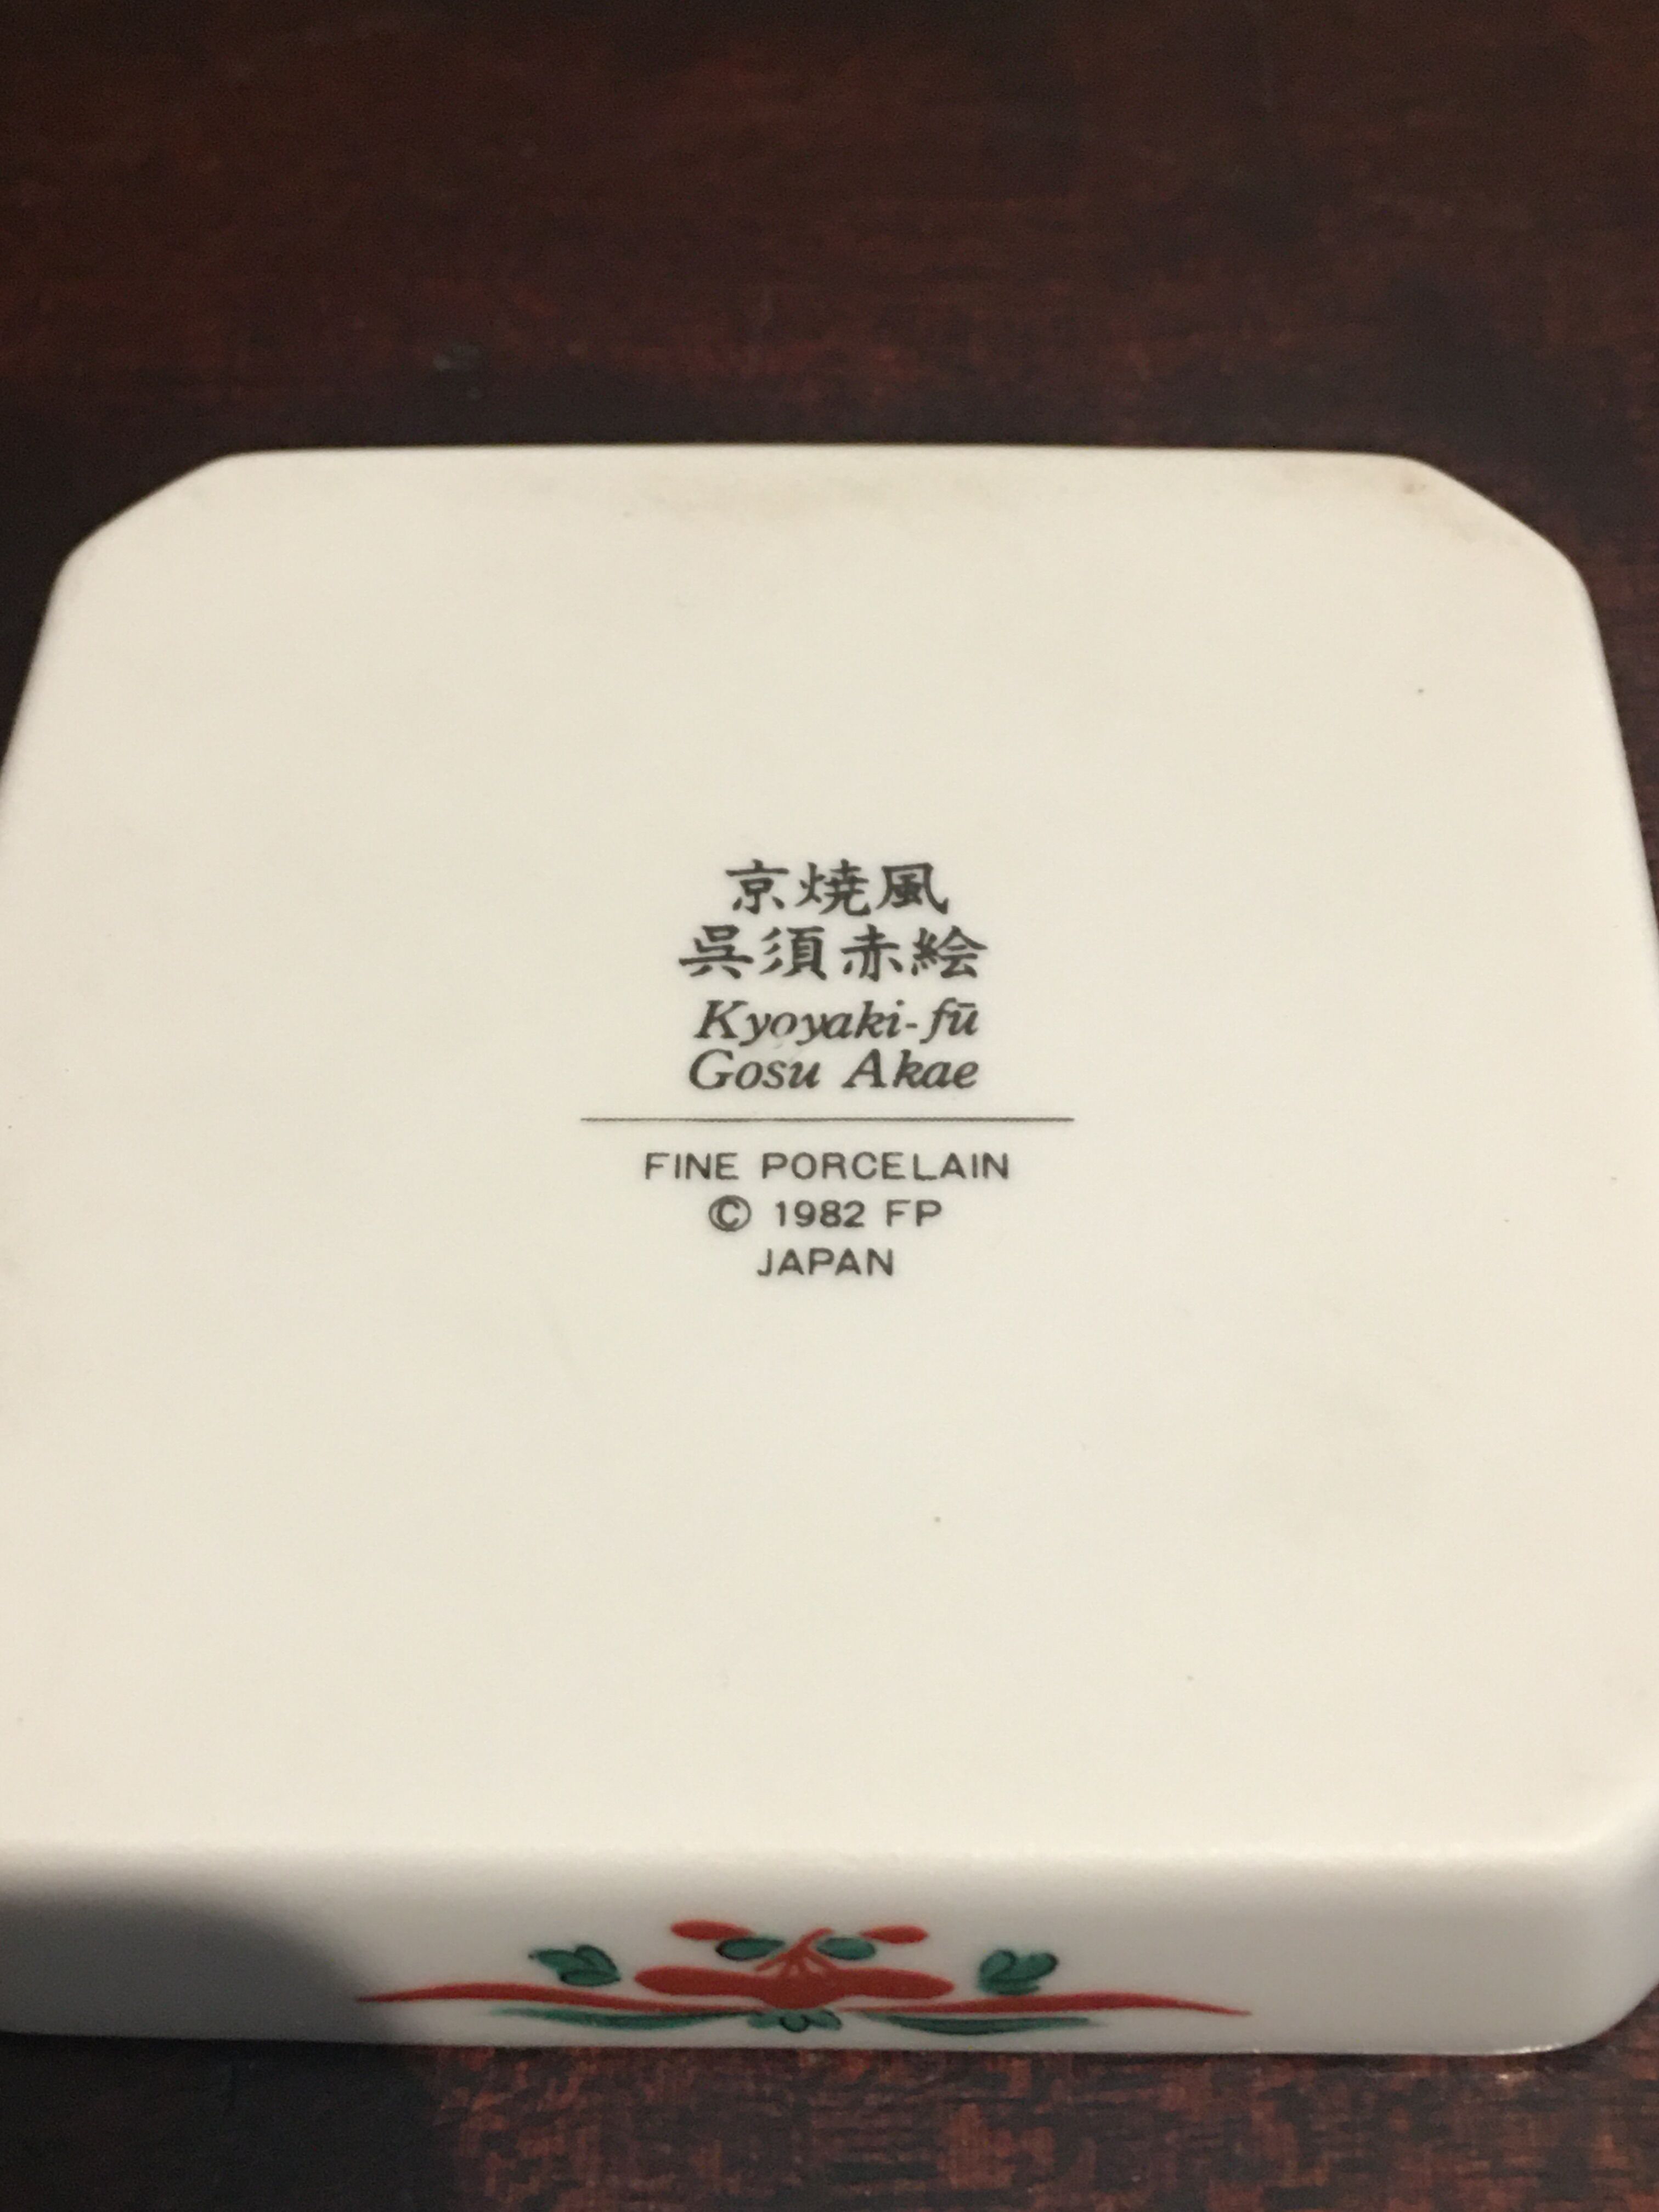 京焼風
呉須赤絵
Kyoyaki-fū
Gosu Akae
FINE PORCELAIN
© 1982 FP
JAPAN